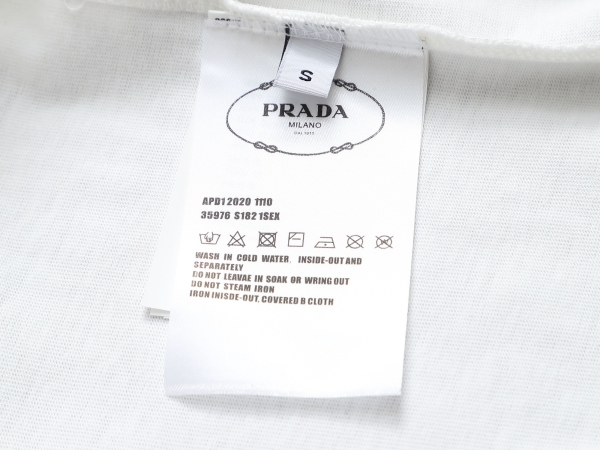 S
PRADA
MILANO
DAL 1913
APD12020 1110
35976 S182 1SEX
WASH IN COLD WATER. INSIDE-OUT AND
SEPARATELY
DO NOT LEAVAE IN SOAK OR WRING OUT
DO NOT STEAM IRON
IRON INISDE-OUT, COVERED B CLOTH